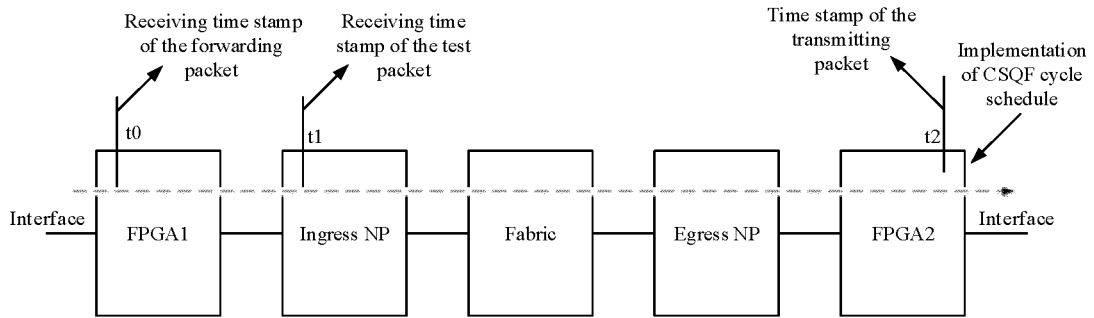 Receiving time stamp
of the forwarding
packet
Receiving time
stamp of the test
packet
Time stamp of the
transmitting
packet
Implementation
of CSQF cycle
schedule
t0
t1
t2
Interface
FPGA1
Ingress NP
Fabric
Egress NP
FPGA2
Interface